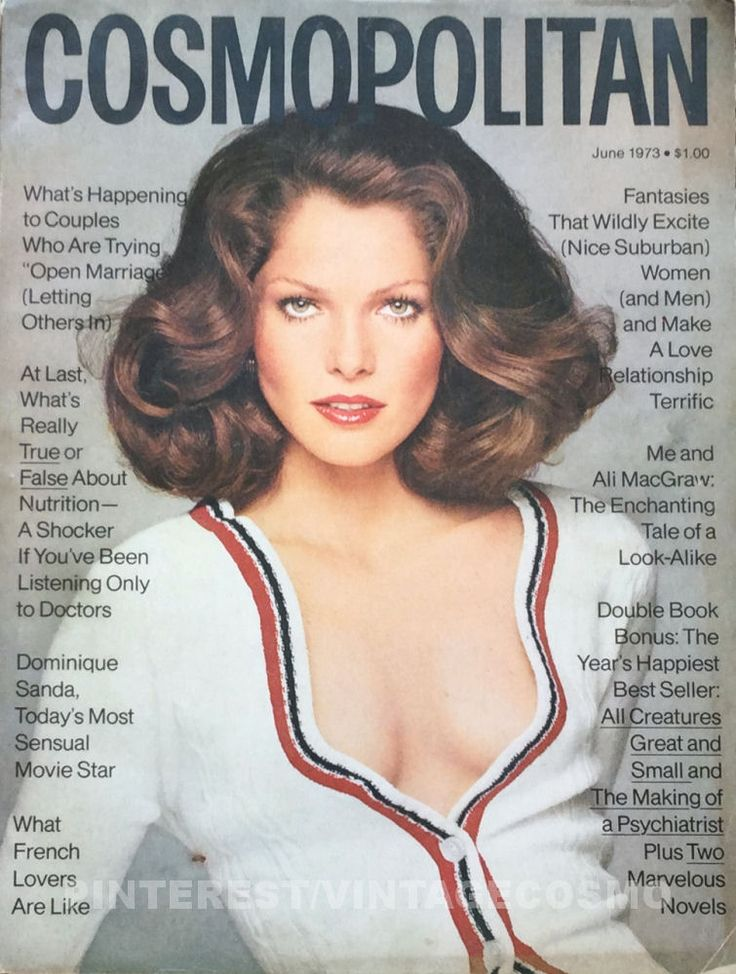 COSMOPOLITAN
June 1973 • $1.00
What's Happening
to Couples
Who Are Trying
"Open Marriage
(Letting
Others In)
At Last,
What's
Really
True or
False About
Nutrition—
A Shocker
If You've Been
Listening Only
to Doctors
Dominique
Sanda,
Today's Most
Sensual
Movie Star
What
French
Lovers
Are Like
Fantasies
That Wildly Excite
(Nice Suburban)
Women
(and Men)
and Make
A Love
Relationship
Terrific
Me and
Ali MacGraw:
The Enchanting
Tale of a
Look-Alike
Double Book
Bonus: The
Year's Happiest
Best Seller:
All Creatures
Great and
Small and
The Making of
a Psychiatrist
Plus Two
Marvelous
Novels
PINTEREST/VINTAGECOSMO